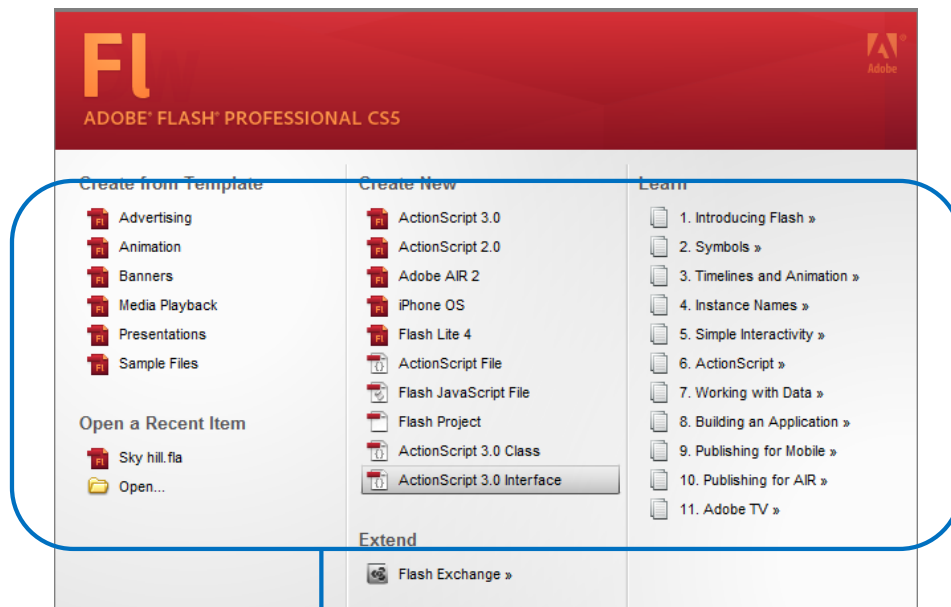 Fl
Adobe
ADOBE® FLASH® PROFESSIONAL CS5
Create from Template
Advertising
Animation
Banners
Media Playback
Presentations
Sample Files
Open a Recent Item
Sky hill.fla
Open...
Create New
ActionScript 3.0
ActionScript 2.0
Adobe AIR 2
iPhone OS
Flash Lite 4
ActionScript File
Flash JavaScript File
Flash Project
ActionScript 3.0 Class
ActionScript 3.0 Interface
Extend
Flash Exchange »
Learn
1. Introducing Flash »
2. Symbols »
3. Timelines and Animation »
4. Instance Names »
5. Simple Interactivity »
6. ActionScript »
7. Working with Data »
8. Building an Application »
9. Publishing for Mobile »
10. Publishing for AIR »
11. Adobe TV »